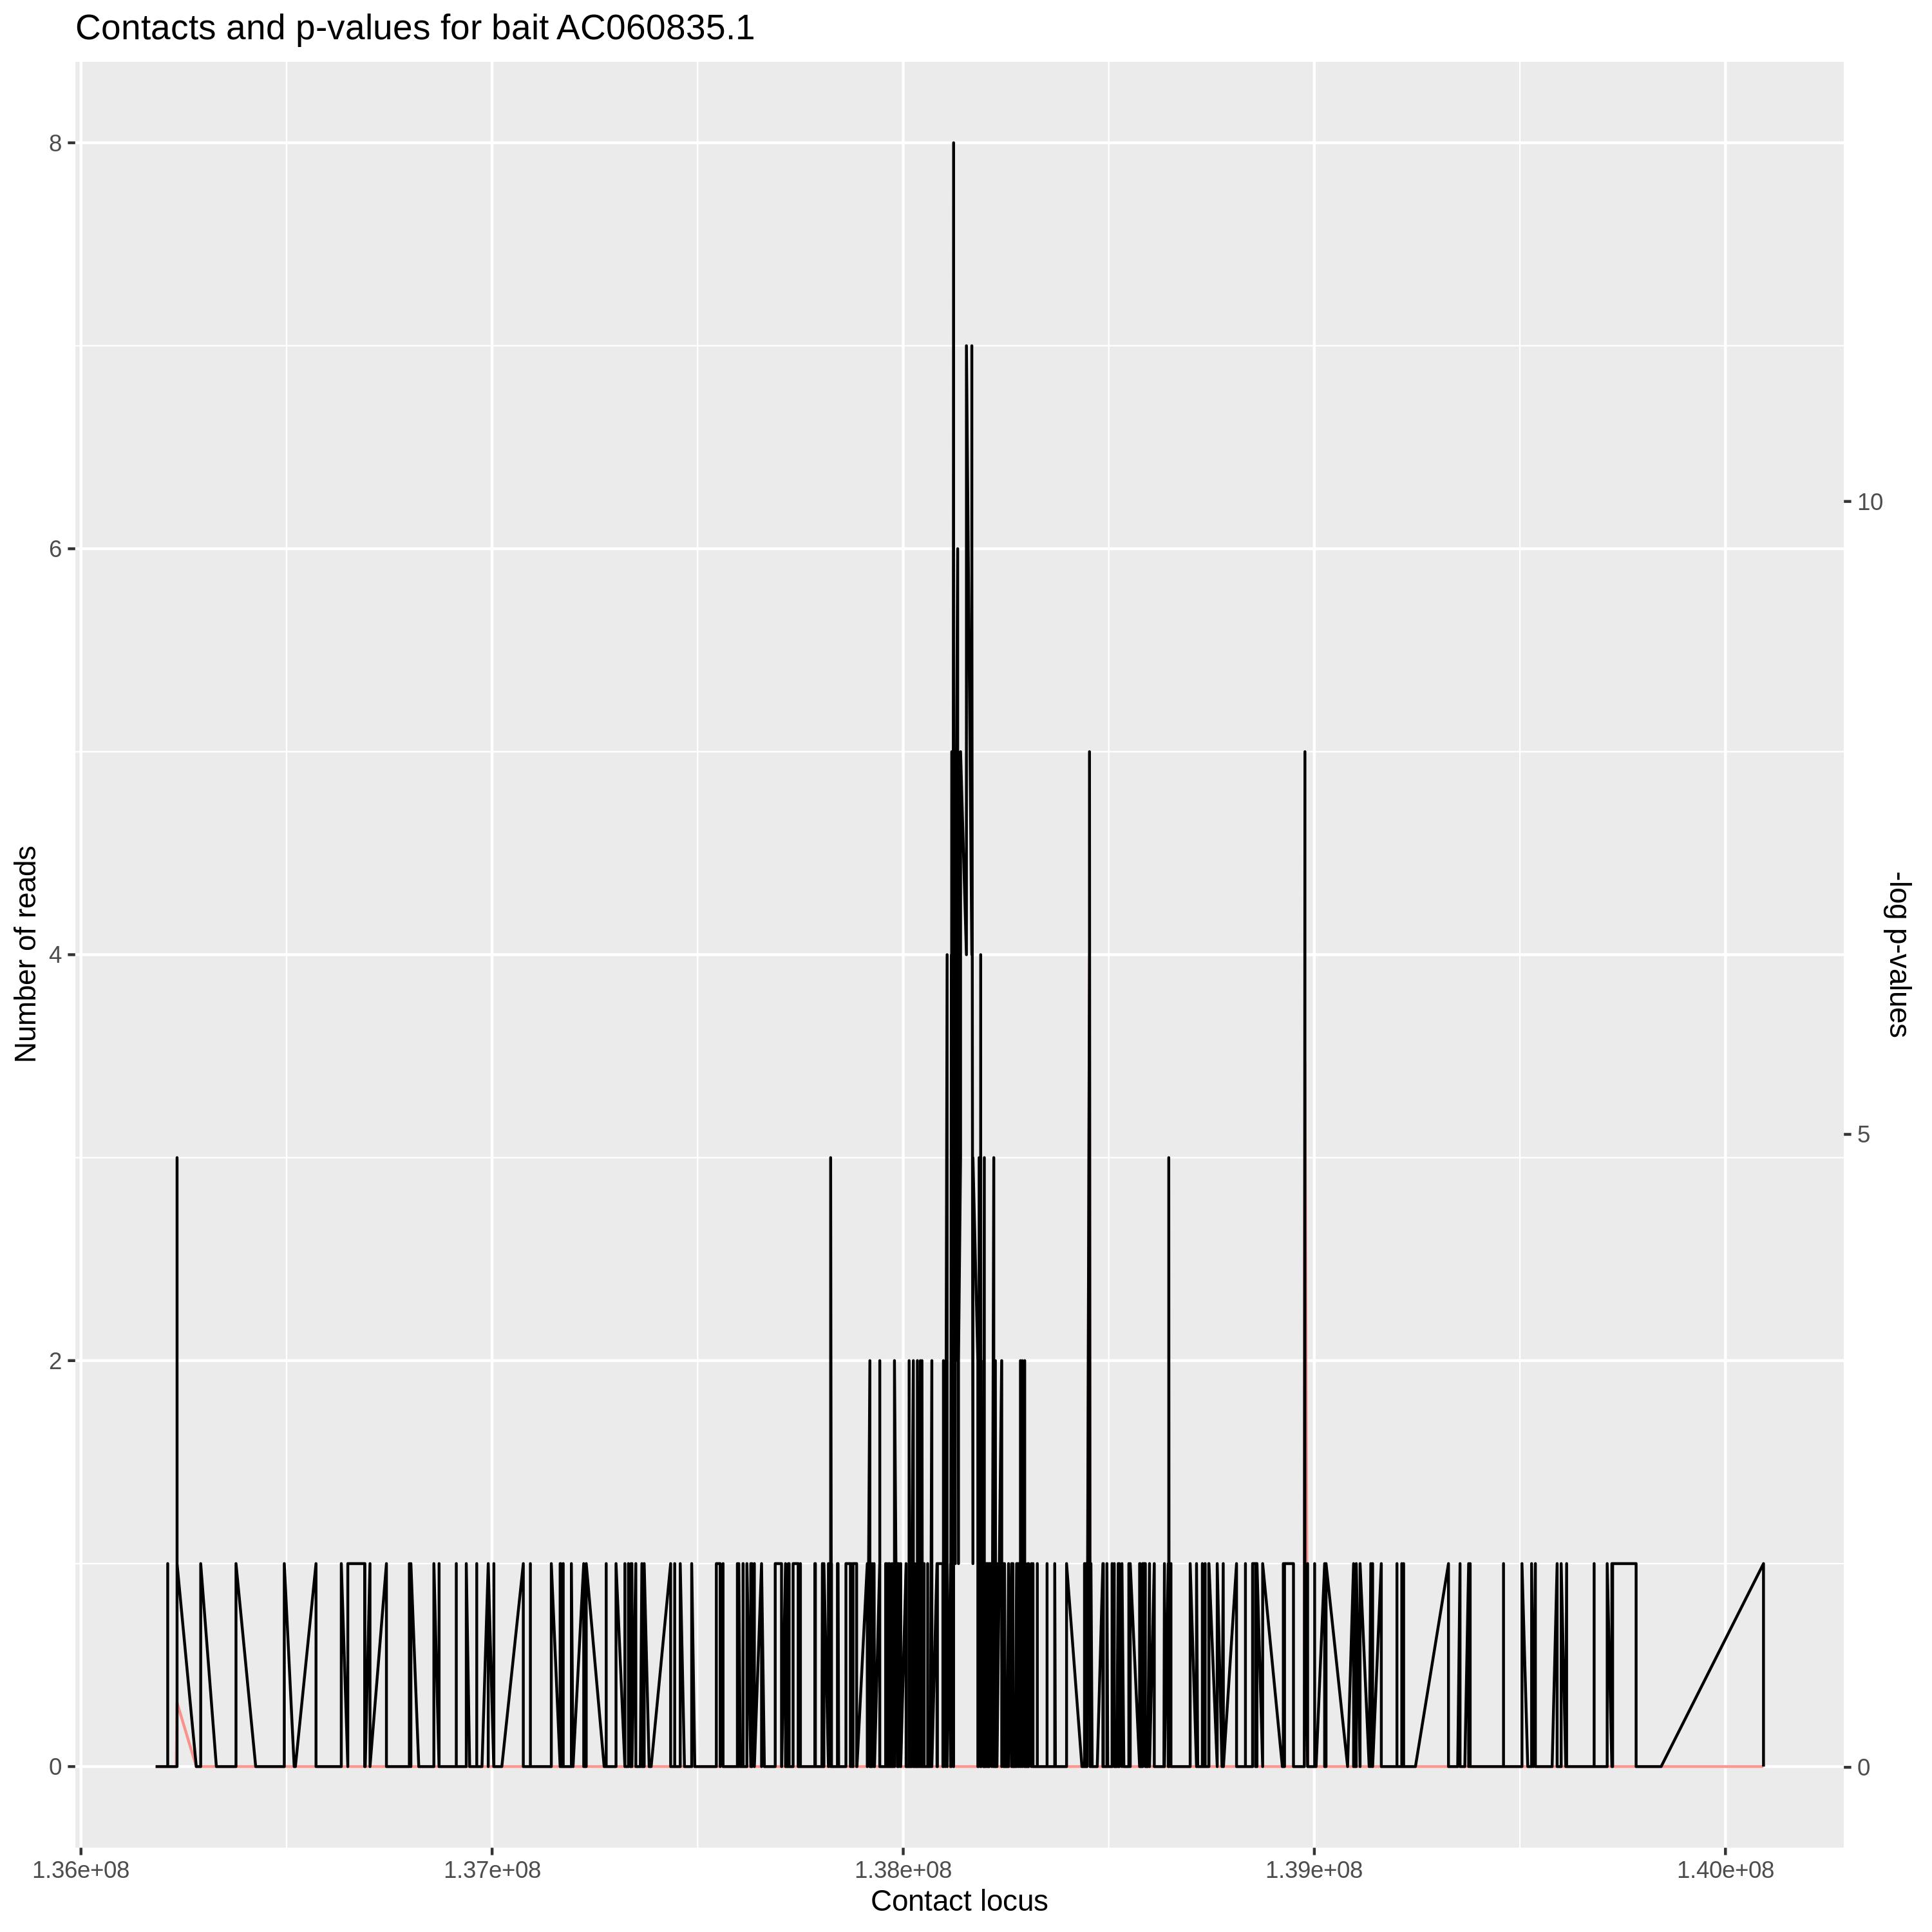 Contacts and p-values for bait AC060835.1
8
6
4
2
0
Number of reads
10
5
0
-log p-values
1.36e+08
1.37e+08
1.38e+08
1.39e+08
1.40e+08
Contact locus